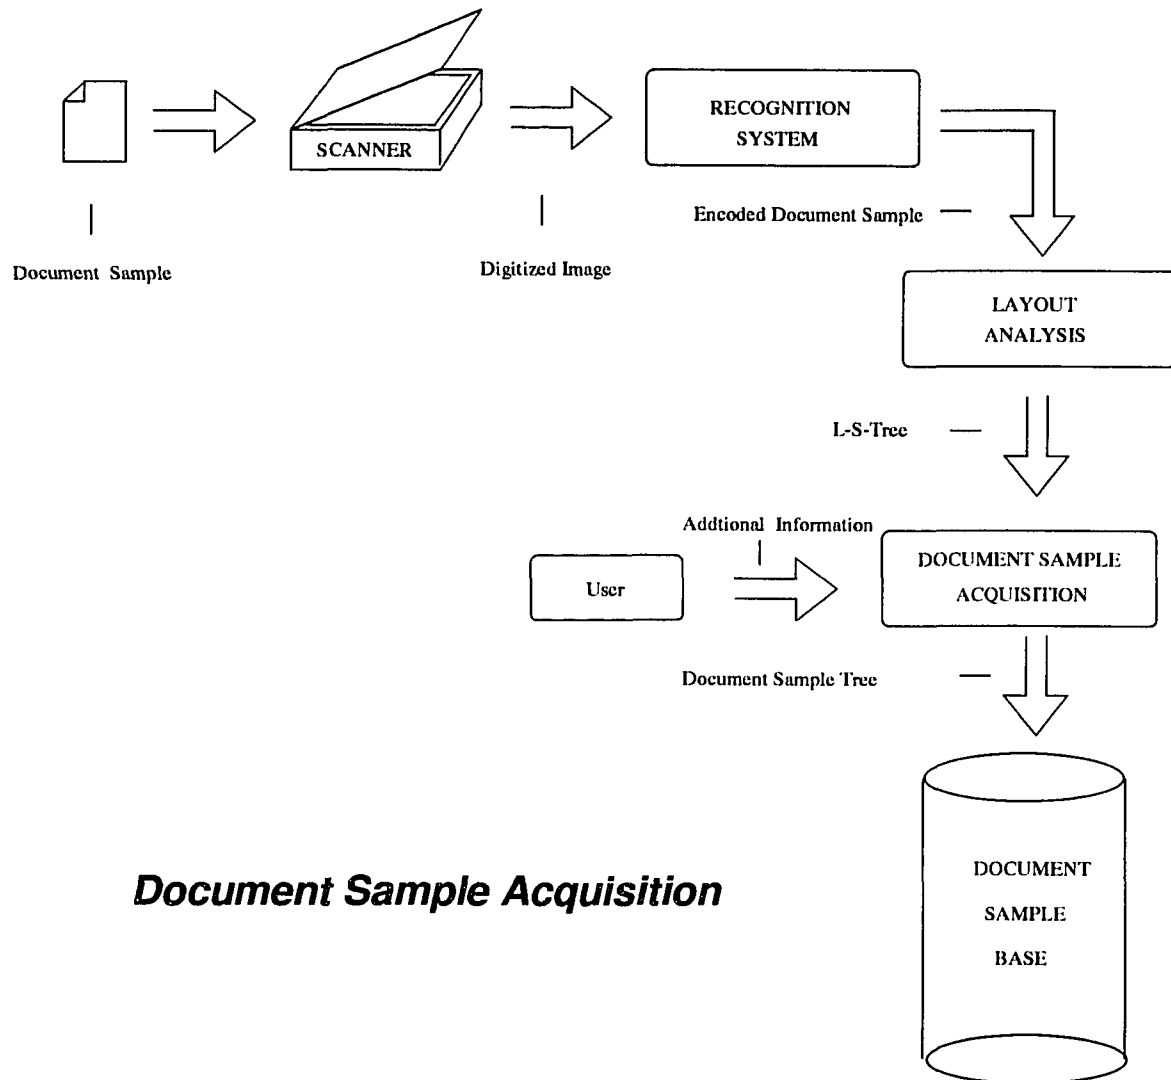 RECOGNITION
SYSTEM
SCANNER
Encoded Document Sample
Document Sample
Digitized Image
LAYOUT
ANALYSIS
L-S-Tree
Addtional Information
DOCUMENT SAMPLE
ACQUISITION
User
Document Sample Tree
DOCUMENT
SAMPLE
BASE
Document Sample Acquisition